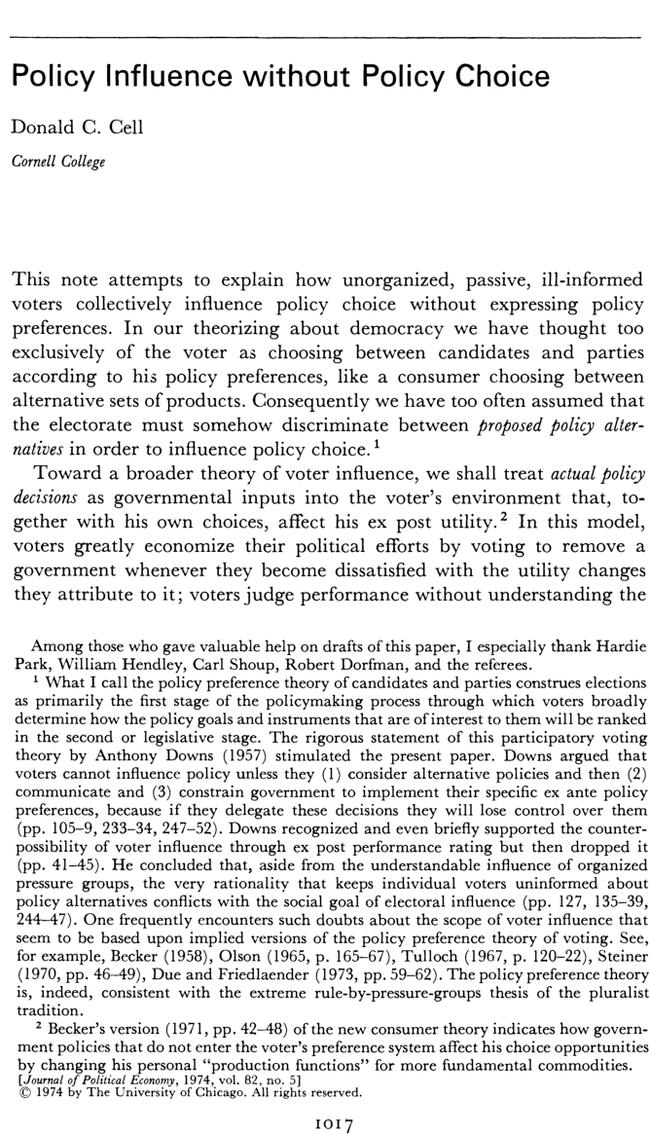 Policy Influence without Policy Choice
Donald C. Cell
Cornell College
This note attempts to explain how unorganized, passive, ill-informed
voters collectively influence policy choice without expressing policy
preferences. In our theorizing about democracy we have thought too
exclusively of the voter as choosing between candidates and parties
according to his policy preferences, like a consumer choosing between
alternative sets of products. Consequently we have too often assumed that
the electorate must somehow discriminate between proposed policy alter-
natives in order to influence policy choice.¹
Toward a broader theory of voter influence, we shall treat actual policy
decisions as governmental inputs into the voter's environment that, to-
gether with his own choices, affect his ex post utility.² In this model,
voters greatly economize their political efforts by voting to remove a
government whenever they become dissatisfied with the utility changes
they attribute to it; voters judge performance without understanding the
Among those who gave valuable help on drafts of this paper, I especially thank Hardie
Park, William Hendley, Carl Shoup, Robert Dorfman, and the referees.
¹ What I call the policy preference theory of candidates and parties construes elections
as primarily the first stage of the policymaking process through which voters broadly
determine how the policy goals and instruments that are of interest to them will be ranked
in the second or legislative stage. The rigorous statement of this participatory voting
theory by Anthony Downs (1957) stimulated the present paper. Downs argued that
voters cannot influence policy unless they (1) consider alternative policies and then (2)
communicate and (3) constrain government to implement their specific ex ante policy
preferences, because if they delegate these decisions they will lose control over them
(pp. 105–9, 233–34, 247–52). Downs recognized and even briefly supported the counter-
possibility of voter influence through ex post performance rating but then dropped it
(pp. 41–45). He concluded that, aside from the understandable influence of organized
pressure groups, the very rationality that keeps individual voters uninformed about
policy alternatives conflicts with the social goal of electoral influence (pp. 127, 135–39,
244–47). One frequently encounters such doubts about the scope of voter influence that
seem to be based upon implied versions of the policy preference theory of voting. See,
for example, Becker (1958), Olson (1965, p. 165–67), Tulloch (1967, p. 120–22), Steiner
(1970, pp. 46–49), Due and Friedlaender (1973, pp. 59–62). The policy preference theory
is, indeed, consistent with the extreme rule-by-pressure-groups thesis of the pluralist
tradition.
² Becker's version (1971, pp. 42–48) of the new consumer theory indicates how govern-
ment policies that do not enter the voter's preference system affect his choice opportunities
by changing his personal "production functions" for more fundamental commodities.
[Journal of Political Economy, 1974, vol. 82, no. 5]
© 1974 by The University of Chicago. All rights reserved.
1017